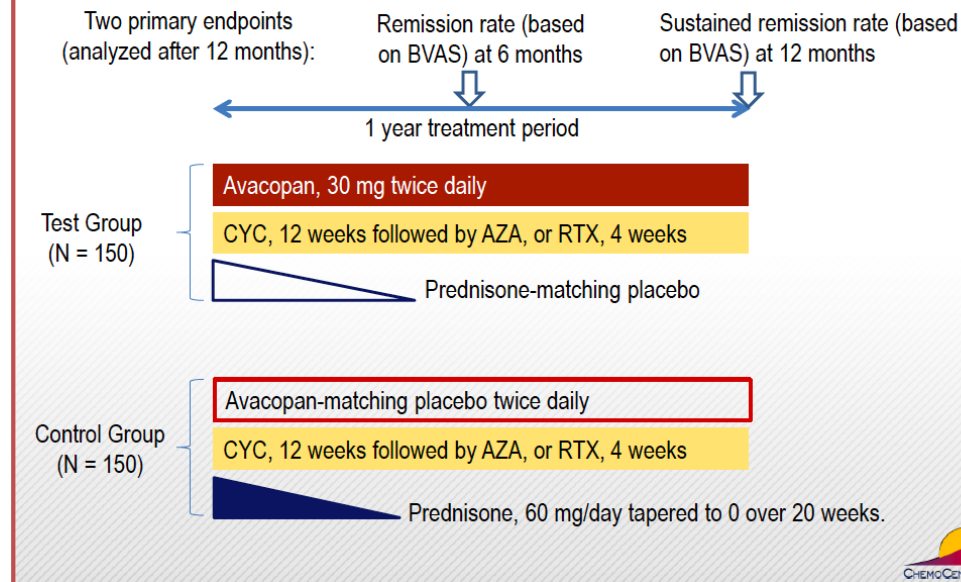 Two primary endpoints
(analyzed after 12 months):
Remission rate (based
on BVAS) at 6 months
Sustained remission rate (based
on BVAS) at 12 months
1 year treatment period
Test Group
(N = 150)
Avacopan, 30 mg twice daily
CYC, 12 weeks followed by AZA, or RTX, 4 weeks
Prednisone-matching placebo
Control Group
(N = 150)
Avacopan-matching placebo twice daily
CYC, 12 weeks followed by AZA, or RTX, 4 weeks
Prednisone, 60 mg/day tapered to 0 over 20 weeks.